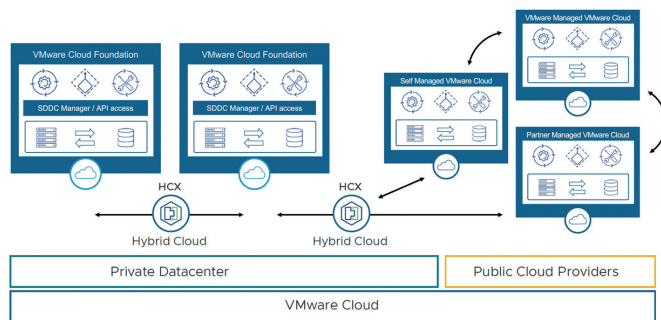 VMware Cloud Foundation
SDDC Manager / API access
VMware Cloud Foundation
SDDC Manager / API access
Self Managed VMware Cloud
VMware Managed VMware Cloud
Partner Managed VMware Cloud
HCX
Hybrid Cloud
HCX
Hybrid Cloud
Private Datacenter
Public Cloud Providers
VMware Cloud